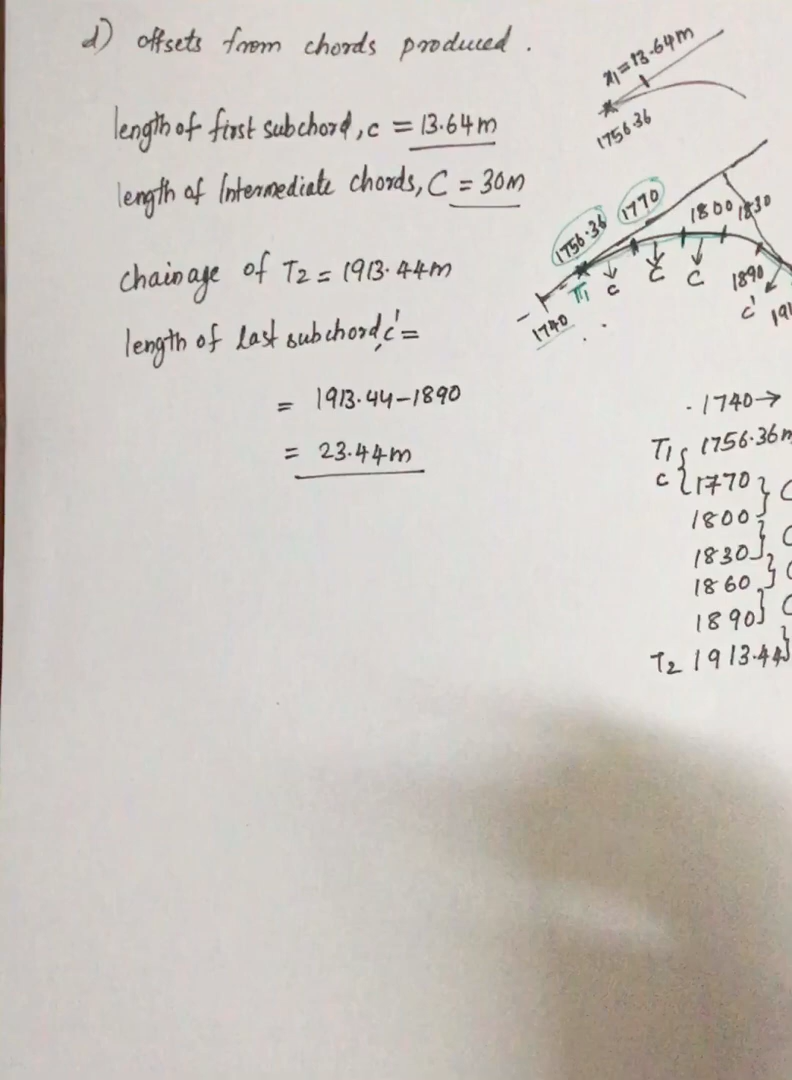 d) offsets from chords produced.
length of first subchord, c = 13.64m
length of Intermediate chords, C = 30m
chainage of T2 = 1913.44m
length of last subchord, c' =
= 1913.44-1890
= 23.44m
x1=13.64m
1756.36
1756.36 1770 1800 1830
T1 c C C 1890
1740 c' 191
. 1740→
T1 1756.36m
c { 1770 } C
1800 } C
1830 } C
1860 } C
1890
T2 1913.44 }